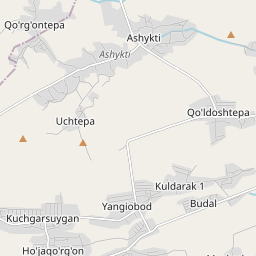 Qo'rg'ontepa
Ashykti
Ashykti
Qo'ldoshtepa
Uchtepa
Kuldarak 1
Yangiobod
Budal
Kuchgarsuygan
Ho'jaqo'rg'on